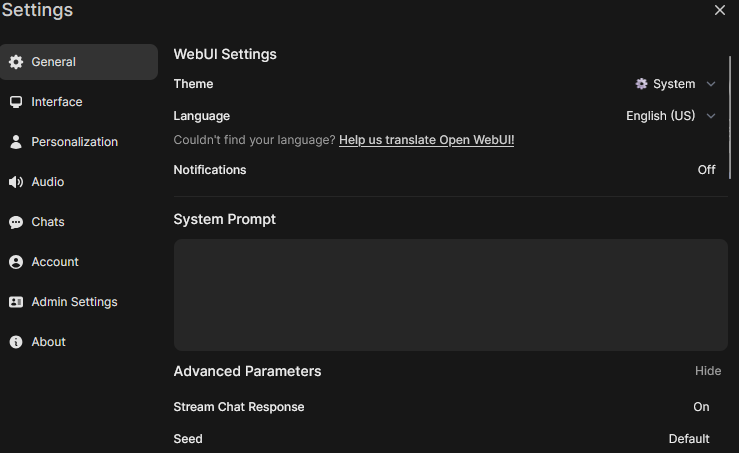 Settings
General
Interface
Personalization
Audio
Chats
Account
Admin Settings
About
WebUI Settings
Theme System
Language English (US)
Couldn't find your language? Help us translate Open WebUI!
Notifications Off
System Prompt
Advanced Parameters Hide
Stream Chat Response On
Seed Default